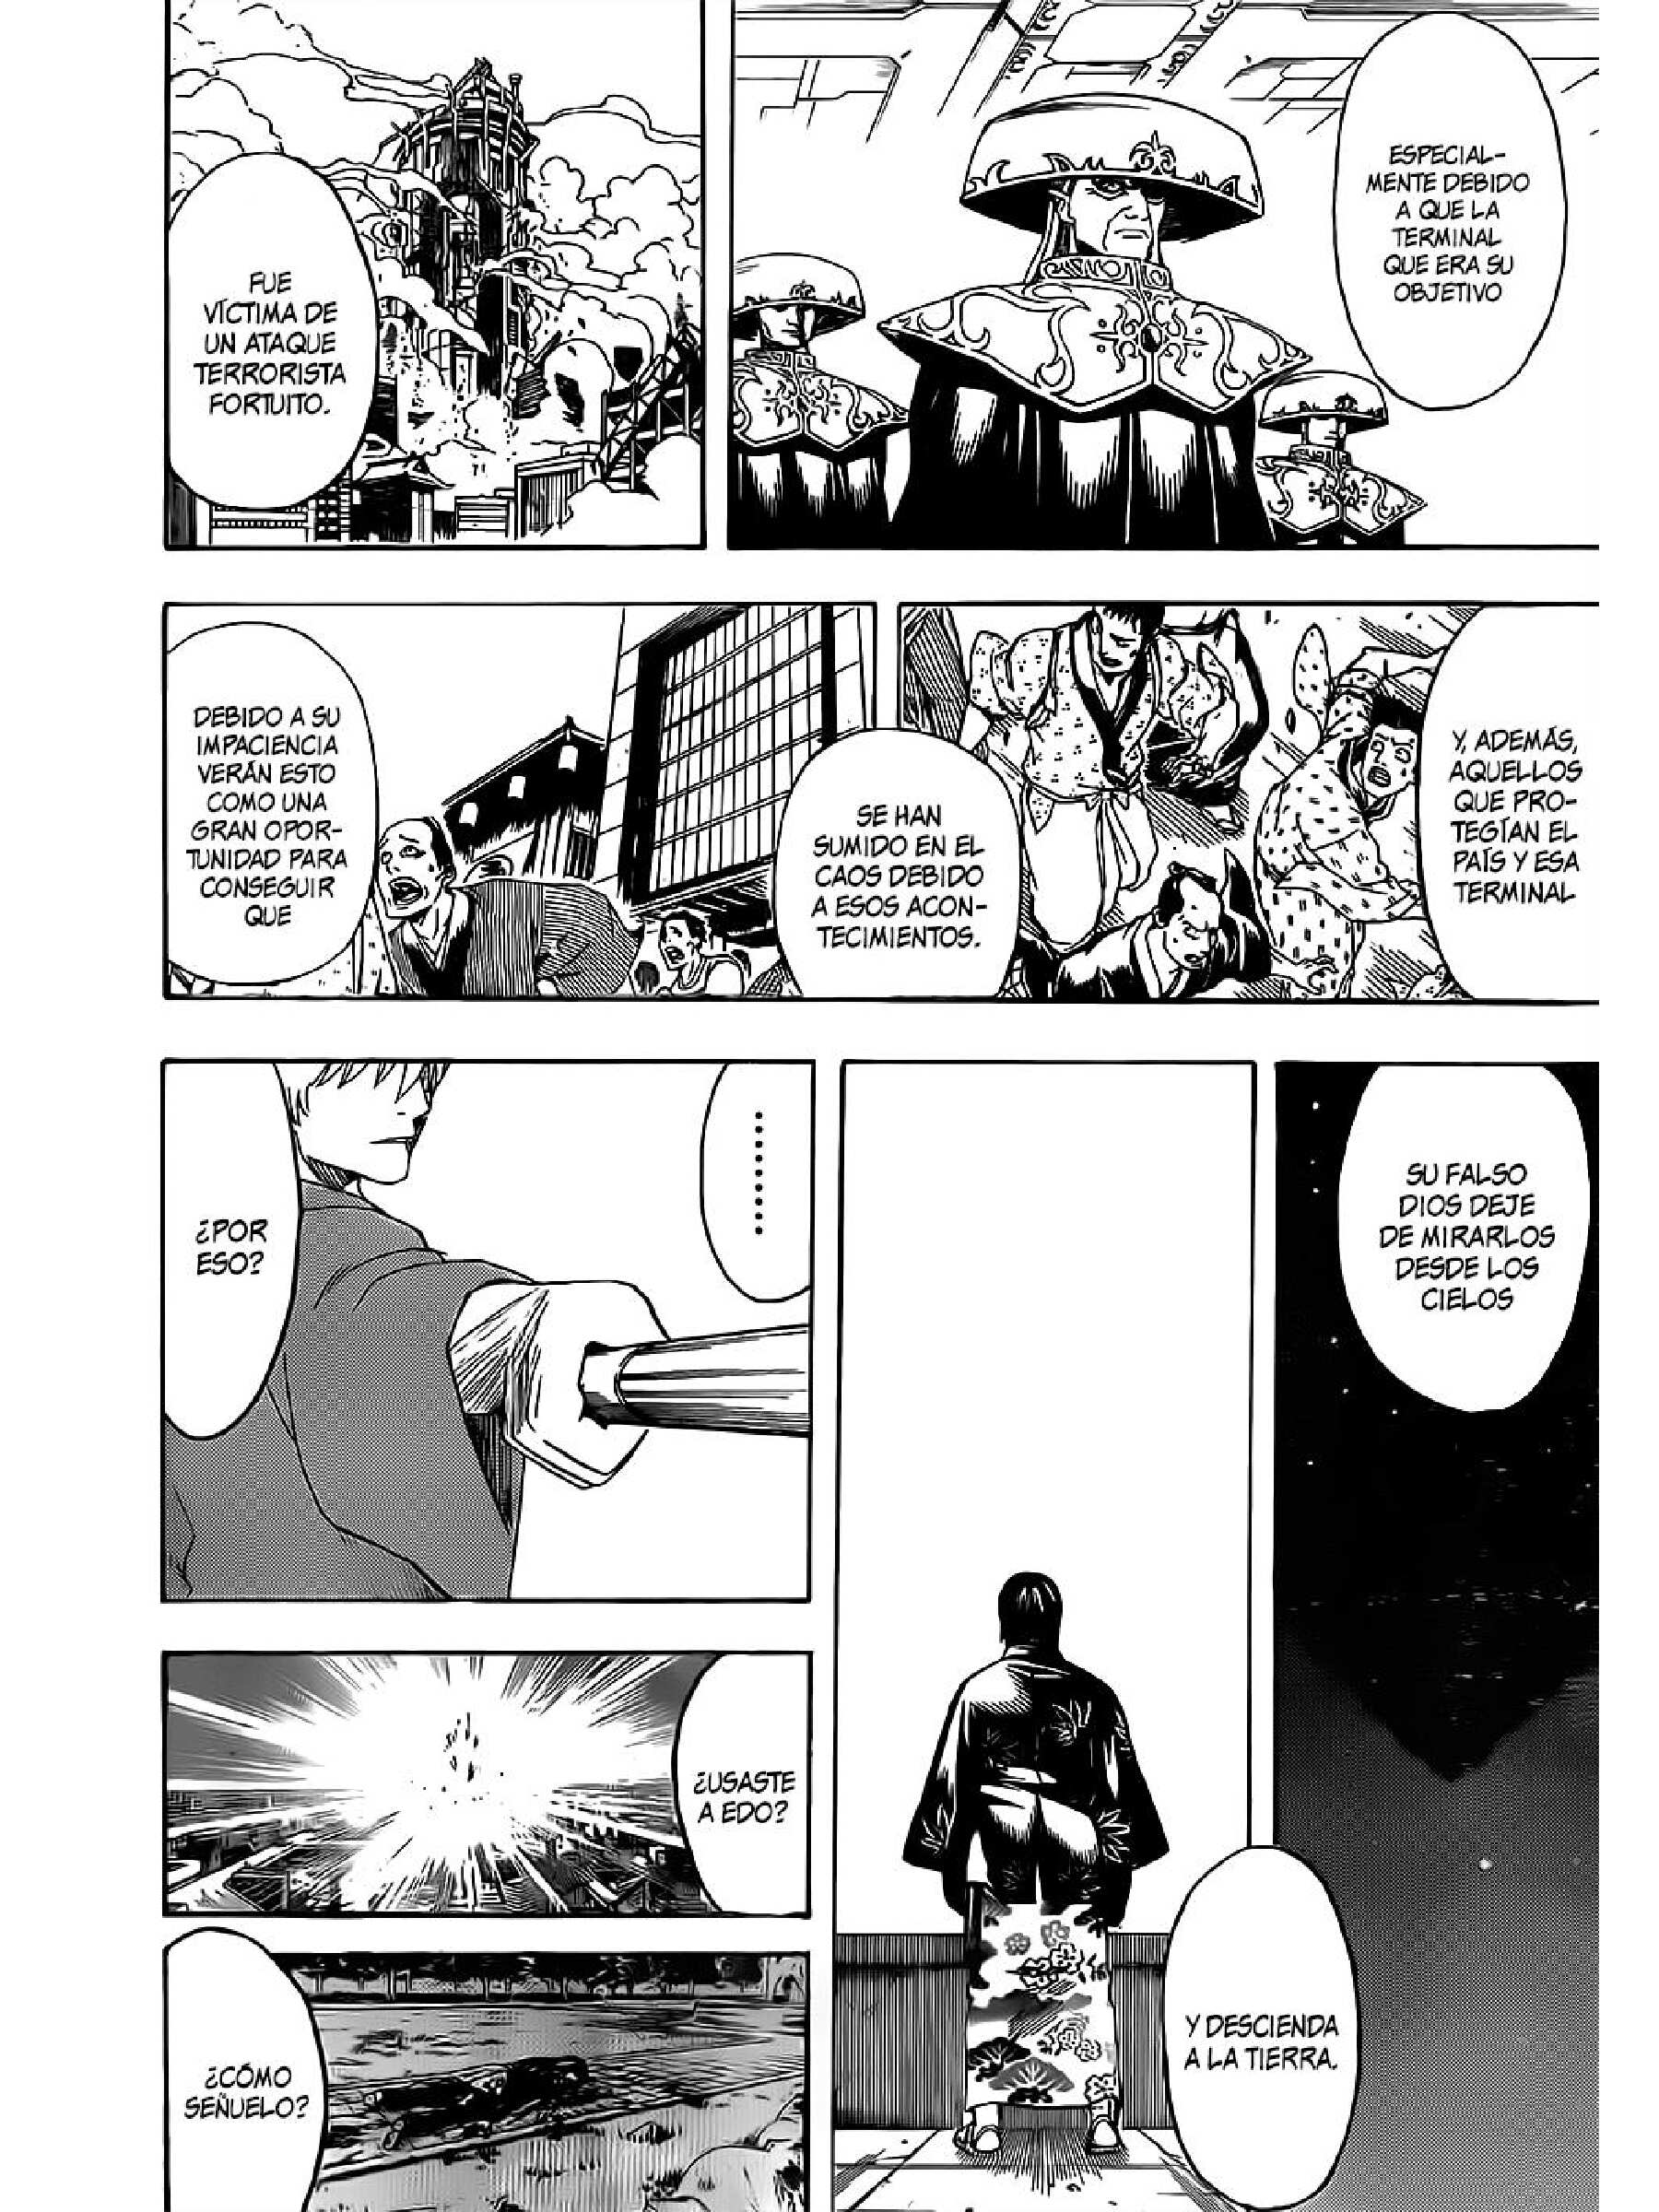 ESPECIAL-
MENTE DEBIDO
A QUE LA
TERMINAL
QUE ERA SU
OBJETIVO
FUE
VÍCTIMA DE
UN ATAQUE
TERRORISTA
FORTUITO.
Y, ADEMÁS,
AQUELLOS
QUE PRO-
TEGÍAN EL
PAÍS Y ESA
TERMINAL
SE HAN
SUMIDO EN EL
CAOS DEBIDO
A ESOS ACON-
TECIMIENTOS.
DEBIDO A SU
IMPACIENCIA
VERÁN ESTO
COMO UNA
GRAN OPOR-
TUNIDAD PARA
CONSEGUIR
QUE
SU FALSO
DIOS DEJE
DE MIRARLOS
DESDE LOS
CIELOS
Y DESCIENDA
A LA TIERRA.
.........
¿POR
ESO?
¿USASTE
A EDO?
¿CÓMO
SEÑUELO?